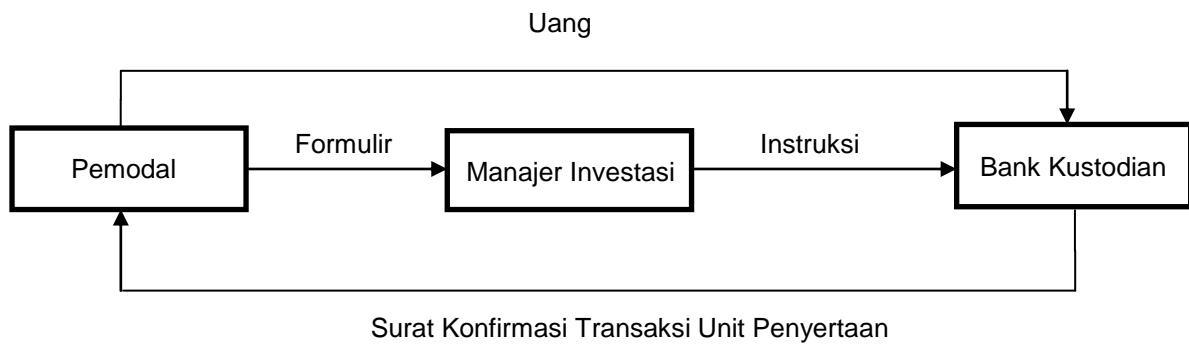 Uang
Formulir
Instruksi
Pemodal
Manajer Investasi
Bank Kustodian
Surat Konfirmasi Transaksi Unit Penyertaan